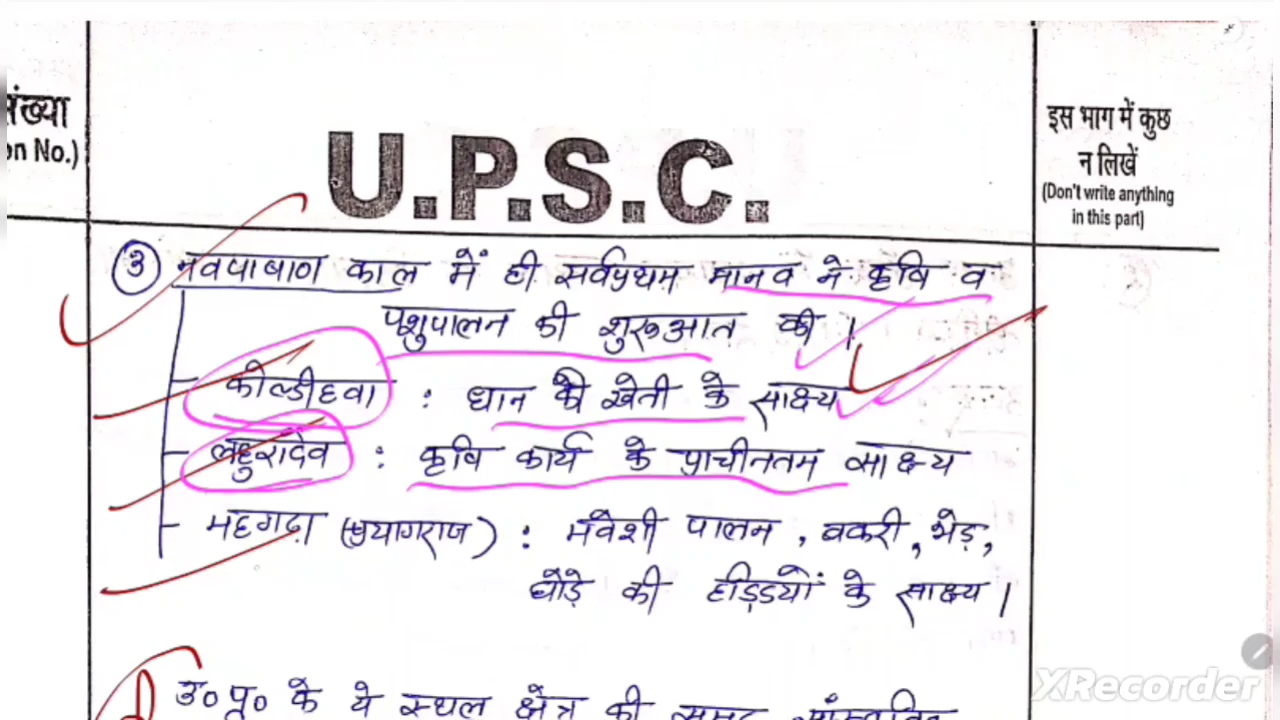 संख्या
on No.)
इस भाग में कुछ
न लिखें
(Don't write anything
in this part)
U.P.S.C.
③ नवपाषाण काल में ही सर्वप्रथम मानव ने कृषि व
पशुपालन की शुरूआत की।
- कोल्डीहवा : धान की खेती के साक्ष्य
- लहुरादेव : कृषि कार्य के प्राचीनतम साक्ष्य
- महगढ़ा (प्रयागराज) : मवेशी पालन, बकरी, भेड़,
घोड़े की हड्डियों के साक्ष्य।
उ० प्र० के ये स्थल क्षेत्र की
XRecorder